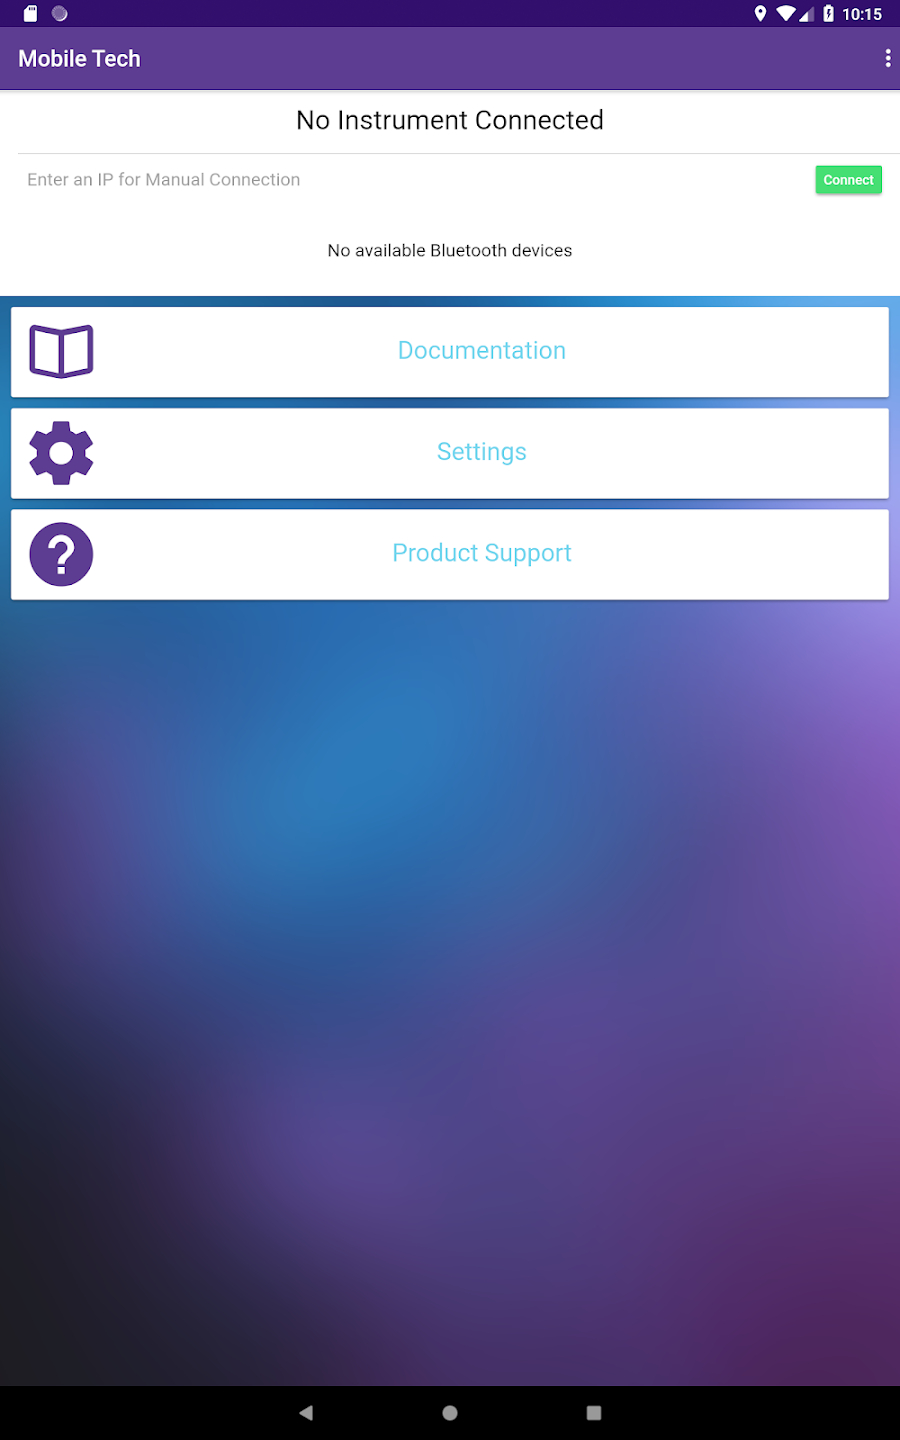 10:15
Mobile Tech
No Instrument Connected
Enter an IP for Manual Connection
Connect
No available Bluetooth devices
Documentation
Settings
Product Support